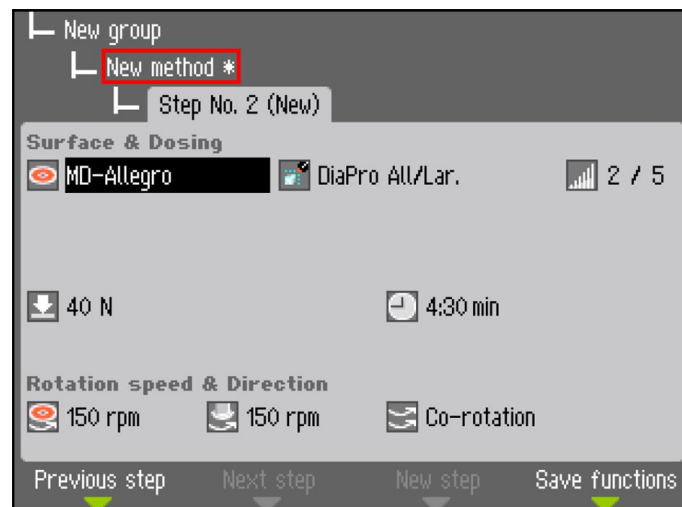 New group
New method *
Step No. 2 (New)
Surface & Dosing
MD-Allegro DiaPro All/Lar. 2 / 5
40 N 4:30 min
Rotation speed & Direction
150 rpm 150 rpm Co-rotation
Previous step Next step New step Save functions